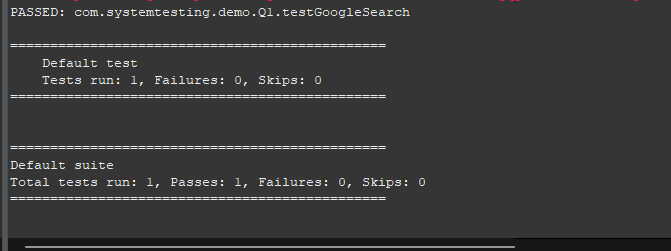 PASSED: com.systemtesting.demo.Q1.testGoogleSearch
===============================================
Default test
Tests run: 1, Failures: 0, Skips: 0
===============================================
===============================================
Default suite
Total tests run: 1, Passes: 1, Failures: 0, Skips: 0
===============================================